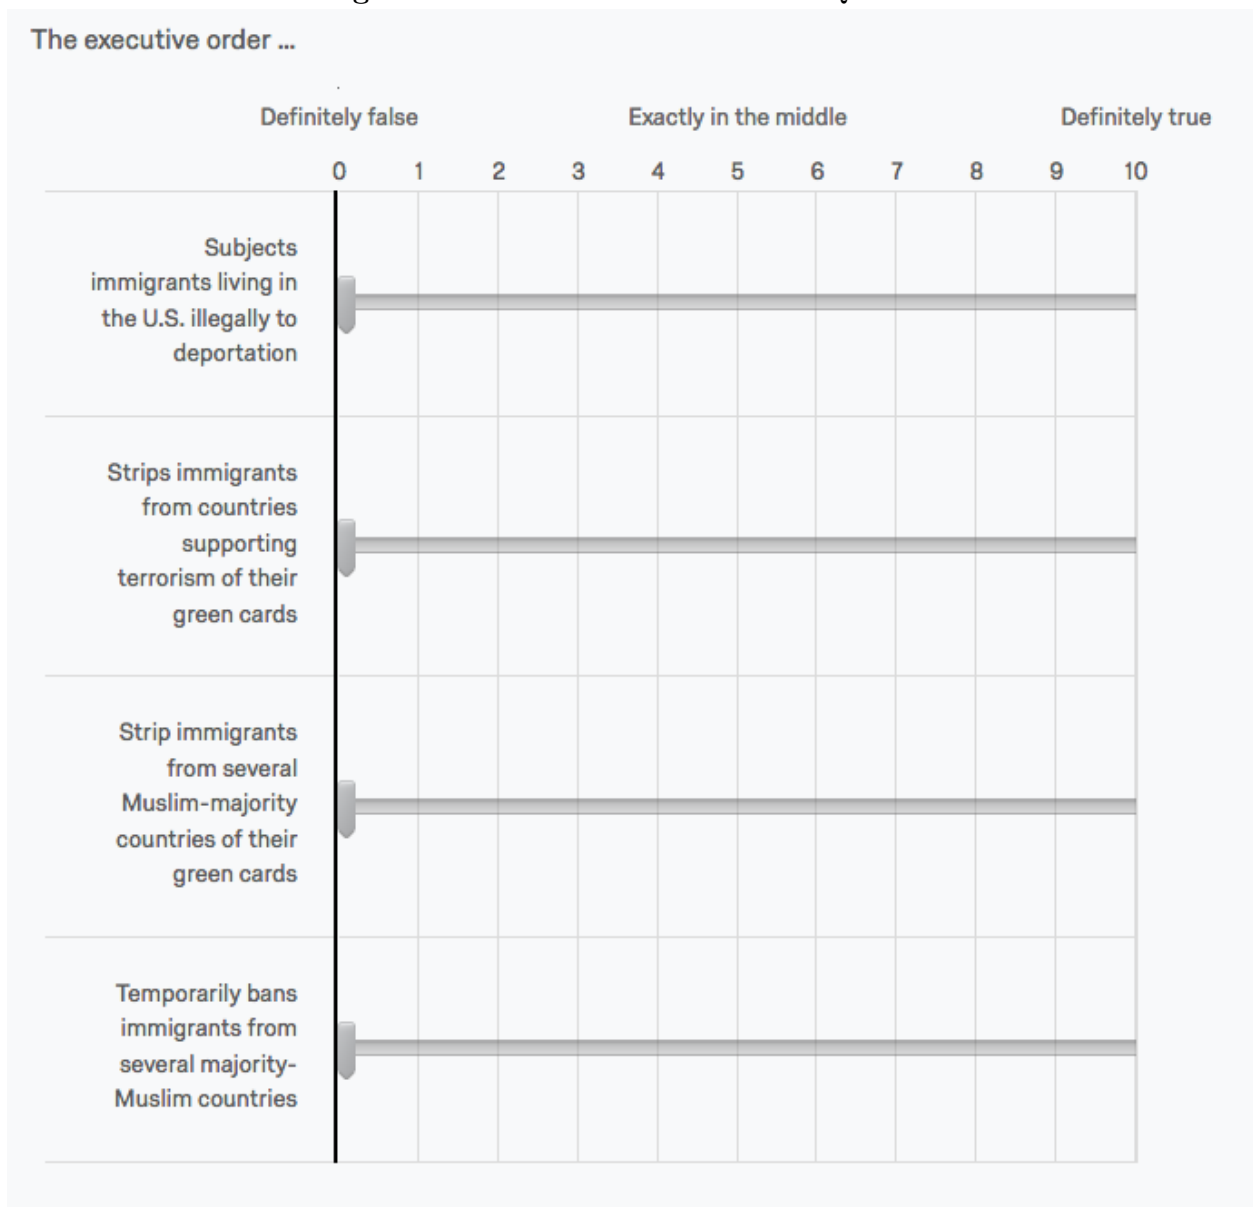 The executive order ...
Definitely false Exactly in the middle Definitely true
0 1 2 3 4 5 6 7 8 9 10
Subjects
immigrants living in
the U.S. illegally to
deportation
Strips immigrants
from countries
supporting
terrorism of their
green cards
Strip immigrants
from several
Muslim-majority
countries of their
green cards
Temporarily bans
immigrants from
several majority-
Muslim countries